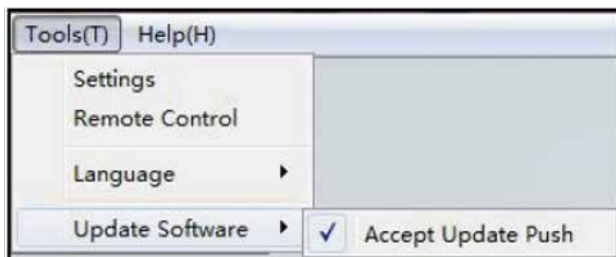 Tools(T) Help(H)
Settings
Remote Control
Language
Update Software
Accept Update Push